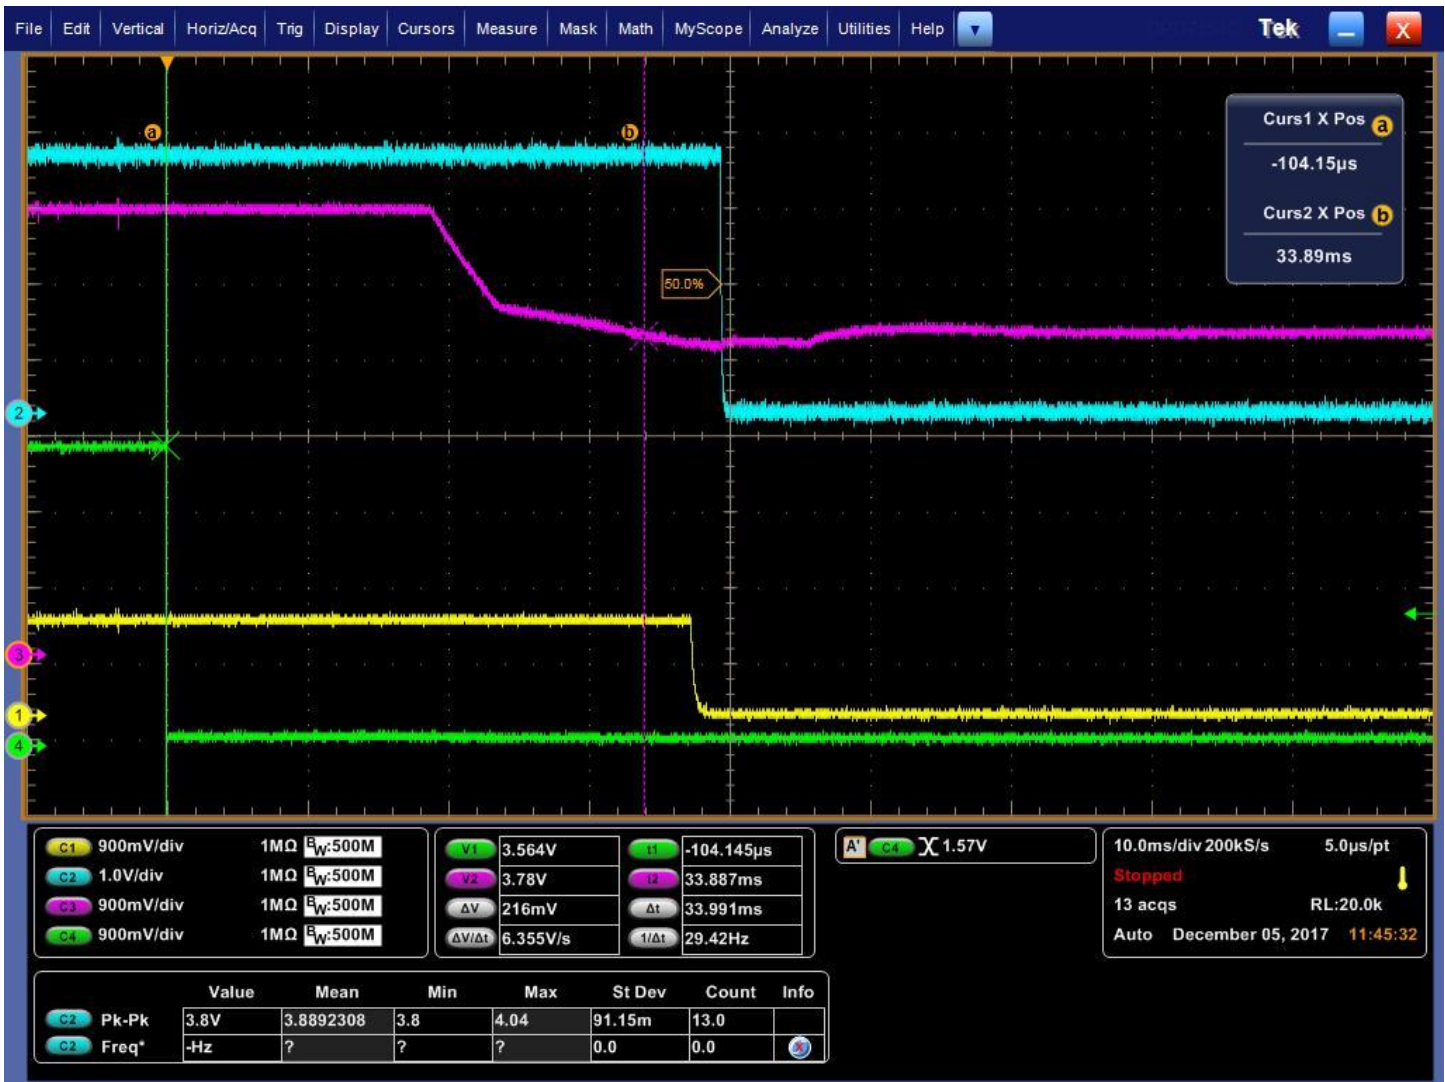 File Edit Vertical Horiz/Acq Trig Display Cursors Measure Mask Math MyScope Analyze Utilities Help Tek X
a b
Curs1 X Pos a
-104.15µs
Curs2 X Pos b
33.89ms
50.0%
2
3
1
4
C1 900mV/div 1MΩ BW:500M
C2 1.0V/div 1MΩ BW:500M
C3 900mV/div 1MΩ BW:500M
C4 900mV/div 1MΩ BW:500M
V1 3.564V t1 -104.145µs
V2 3.78V t2 33.887ms
ΔV 216mV Δt 33.991ms
ΔV/Δt 6.355V/s 1/Δt 29.42Hz
A' C4 1.57V
10.0ms/div 200kS/s 5.0µs/pt
Stopped
13 acqs RL:20.0k
Auto December 05, 2017 11:45:32
Value Mean Min Max St Dev Count Info
C2 Pk-Pk 3.8V 3.8892308 3.8 4.04 91.15m 13.0
C2 Freq* -Hz ? ? ? 0.0 0.0